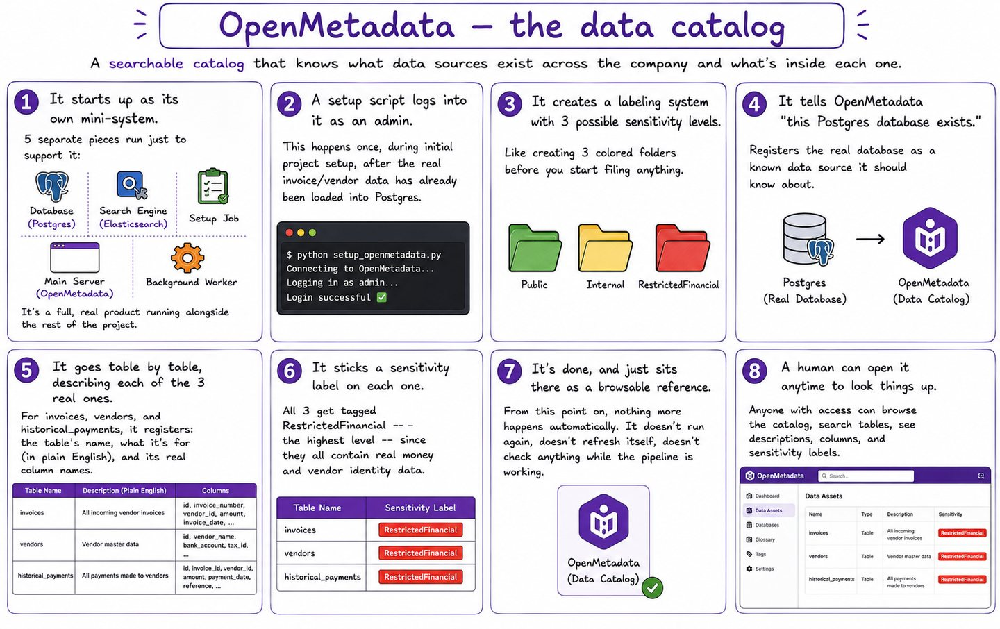 OpenMetadata – the data catalog
A searchable catalog that knows what data sources exist across the company and what's inside each one.
1
It starts up as its
own mini-system.
5 separate pieces run just to
support it:
Database
(Postgres)
Search Engine
(Elasticsearch)
Setup Job
Main Server
(OpenMetadata)
Background Worker
It's a full, real product running alongside
the rest of the project.
2
A setup script logs into
it as an admin.
This happens once, during initial
project setup, after the real
invoice/vendor data has already
been loaded into Postgres.
$ python setup_openmetadata.py
Connecting to OpenMetadata...
Logging in as admin...
Login successful ✅
3
It creates a labeling system
with 3 possible sensitivity levels.
Like creating 3 colored folders
before you start filing anything.
Public
Internal
RestrictedFinancial
4
It tells OpenMetadata
"this Postgres database exists."
Registers the real database as a
known data source it should
know about.
Postgres
(Real Database)
OpenMetadata
(Data Catalog)
5
It goes table by table,
describing each of the 3
real ones.
For invoices, vendors, and
historical_payments, it registers:
the table's name, what it's for
(in plain English), and its real
column names.
Table Name Description (Plain English) Columns
invoices All incoming vendor invoices id, invoice_number,
vendor_id, amount,
invoice_date, ...
vendors Vendor master data id, vendor_name,
bank_account, tax_id,
...
historical_payments All payments made to vendors id, invoice_id, vendor_id,
amount, payment_date,
reference, ...
6
It sticks a sensitivity
label on each one.
All 3 get tagged
RestrictedFinancial -- –
the highest level -- since
they all contain real money
and vendor identity data.
Table Name Sensitivity Label
invoices RestrictedFinancial
vendors RestrictedFinancial
historical_payments RestrictedFinancial
7
It's done, and just sits
there as a browsable reference.
From this point on, nothing more
happens automatically. It doesn't run
again, doesn't refresh itself, doesn't
check anything while the pipeline is
working.
OpenMetadata
(Data Catalog)
8
A human can open it
anytime to look things up.
Anyone with access can browse
the catalog, search tables, see
descriptions, columns, and
sensitivity labels.
OpenMetadata
Search...
Dashboard
Data Assets
Databases
Glossary
Tags
Settings
Data Assets
Name Type Description Sensitivity
invoices Table All incoming
vendor invoices RestrictedFinancial
vendors Table Vendor master data RestrictedFinancial
historical_payments Table All payments
made to vendors RestrictedFinancial